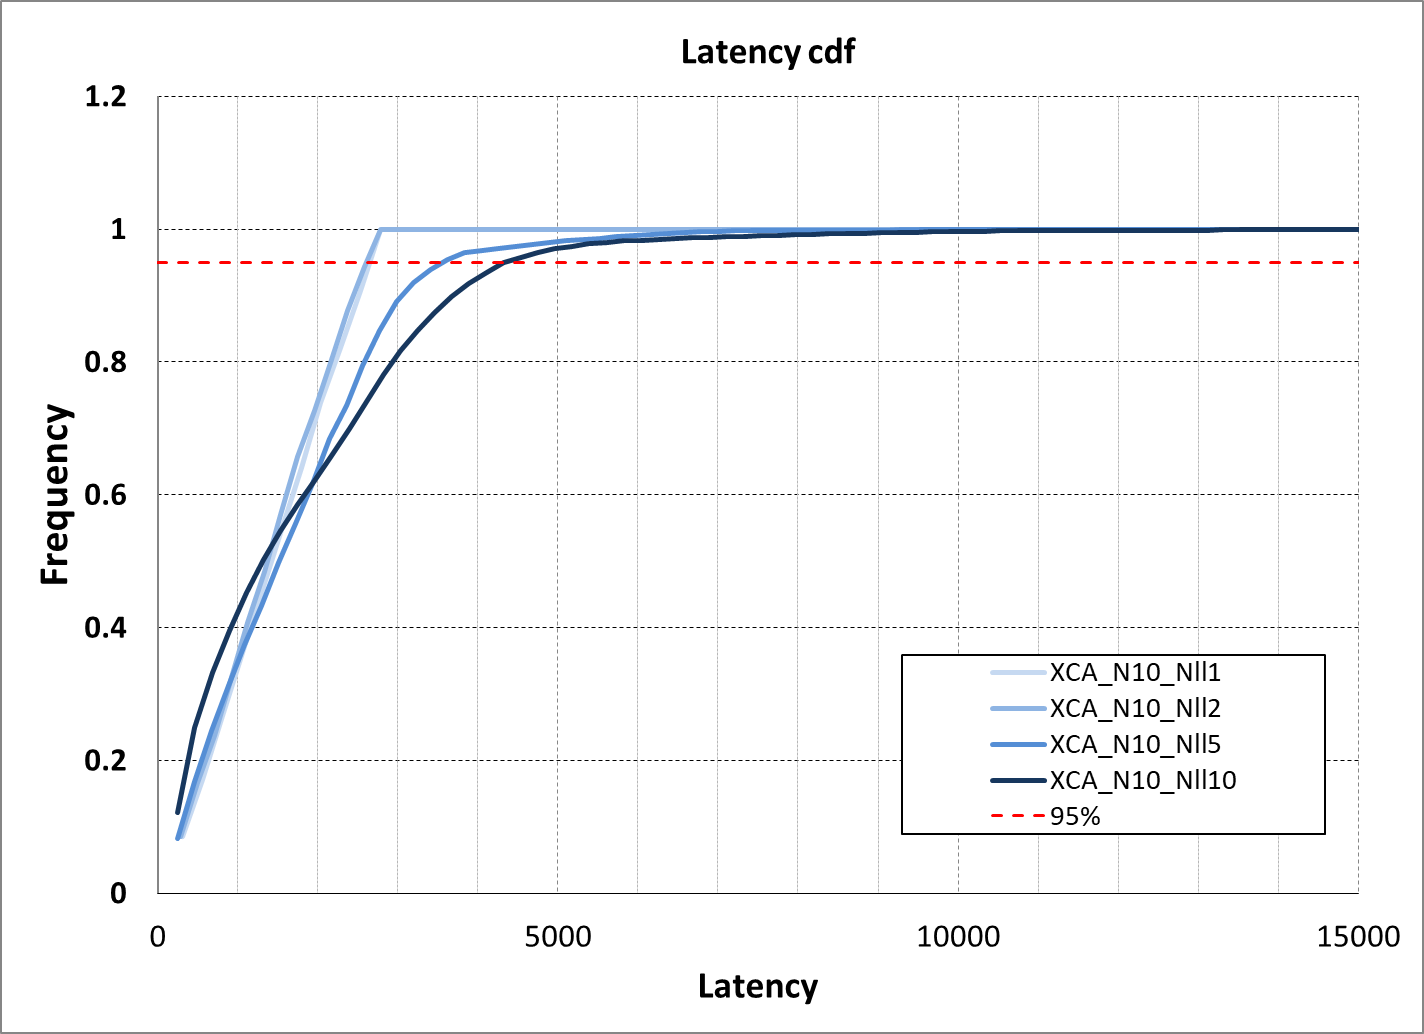 Latency cdf
1.2
1
0.8
0.6
0.4
0.2
0
Frequency
XCA_N10_Nll1
XCA_N10_Nll2
XCA_N10_Nll5
XCA_N10_Nll10
95%
0 5000 10000 15000
Latency